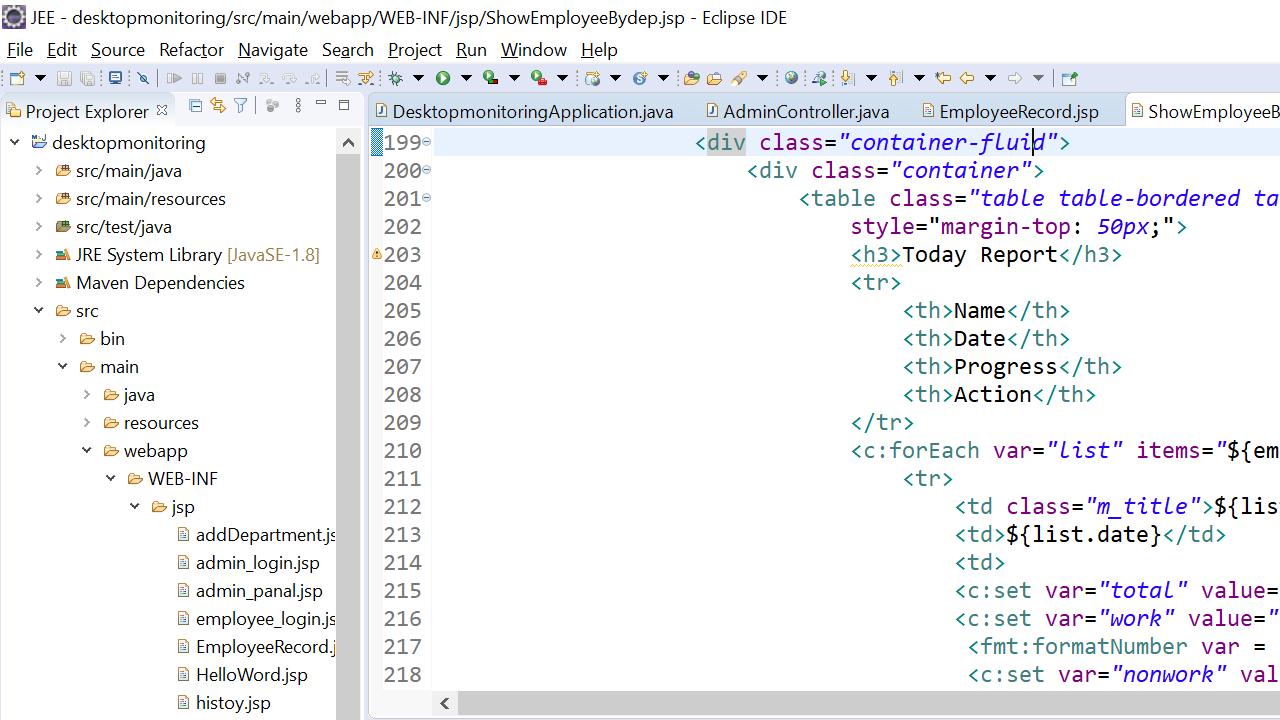 JEE - desktopmonitoring/src/main/webapp/WEB-INF/jsp/ShowEmployeeBydep.jsp - Eclipse IDE
File Edit Source Refactor Navigate Search Project Run Window Help
Project Explorer
desktopmonitoring
src/main/java
src/main/resources
src/test/java
JRE System Library [JavaSE-1.8]
Maven Dependencies
src
bin
main
java
resources
webapp
WEB-INF
jsp
addDepartment.js
admin_login.jsp
admin_panal.jsp
employee_login.js
EmployeeRecord.j
HelloWord.jsp
histoy.jsp
DesktopmonitoringApplication.java AdminController.java EmployeeRecord.jsp ShowEmployeeB
199 <div class="container-fluid">
200 <div class="container">
201 <table class="table table-bordered ta
202 style="margin-top: 50px;">
203 <h3>Today Report</h3>
204 <tr>
205 <th>Name</th>
206 <th>Date</th>
207 <th>Progress</th>
208 <th>Action</th>
209 </tr>
210 <c:forEach var="list" items="${em
211 <tr>
212 <td class="m_title">${lis
213 <td>${list.date}</td>
214 <td>
215 <c:set var="total" value=
216 <c:set var="work" value="
217 <fmt:formatNumber var =
218 <c:set var="nonwork" val